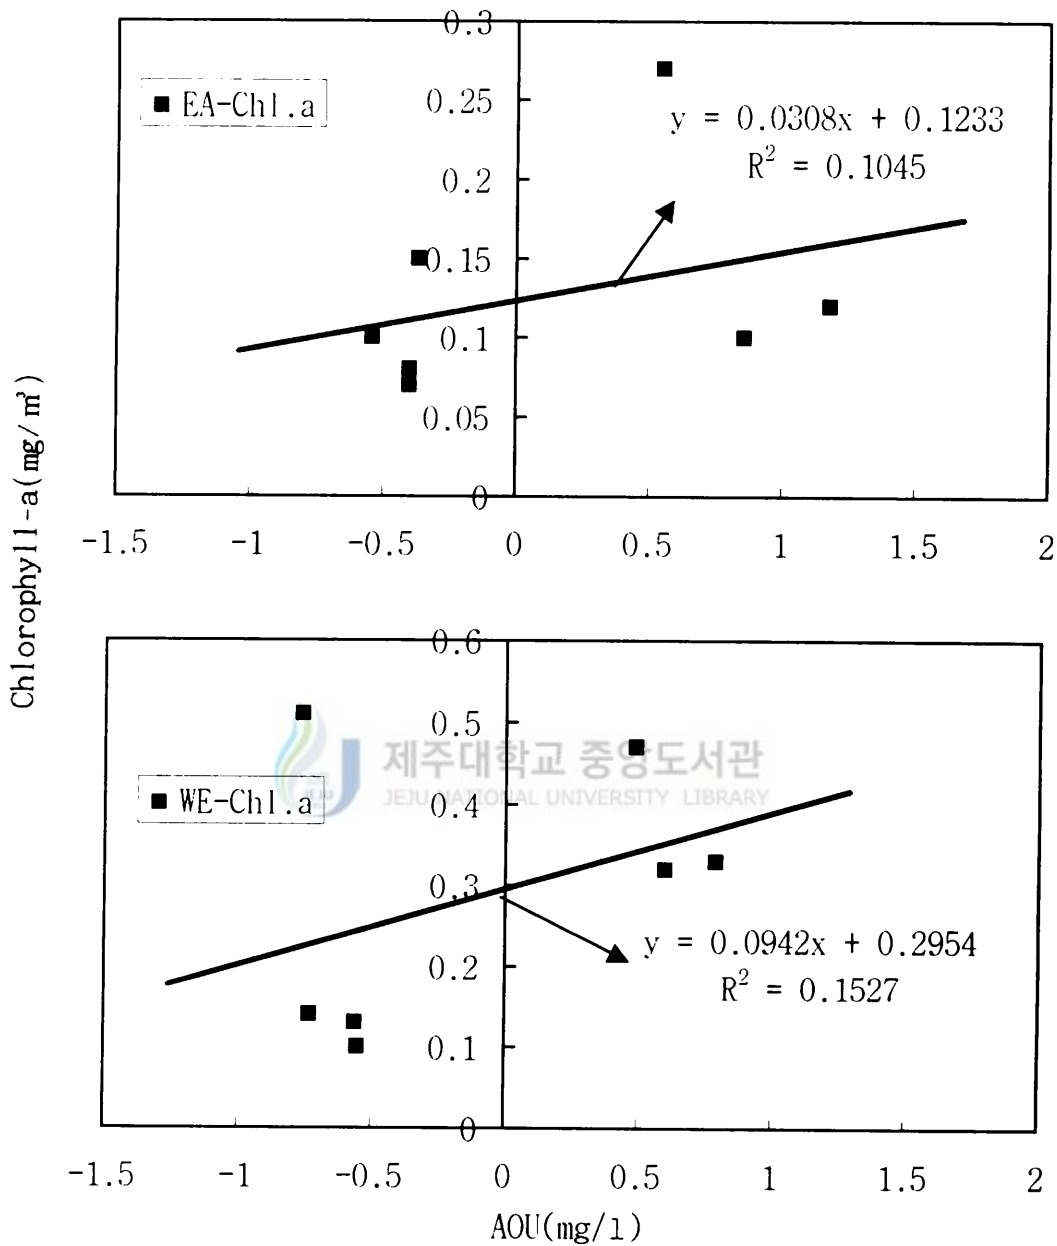 0.3
EA-Chl.a
0.25
y = 0.0308x + 0.1233
R² = 0.1045
0.2
0.15
0.1
0.05
0
-1.5 -1 -0.5 0 0.5 1 1.5 2
Chlorophyll-a(mg/㎥)
0.6
0.5
제주대학교 중앙도서관
JEJU NATIONAL UNIVERSITY LIBRARY
WE-Chl.a
0.4
0.3
y = 0.0942x + 0.2954
R² = 0.1527
0.2
0.1
0
-1.5 -1 -0.5 0 0.5 1 1.5 2
AOU(mg/l)